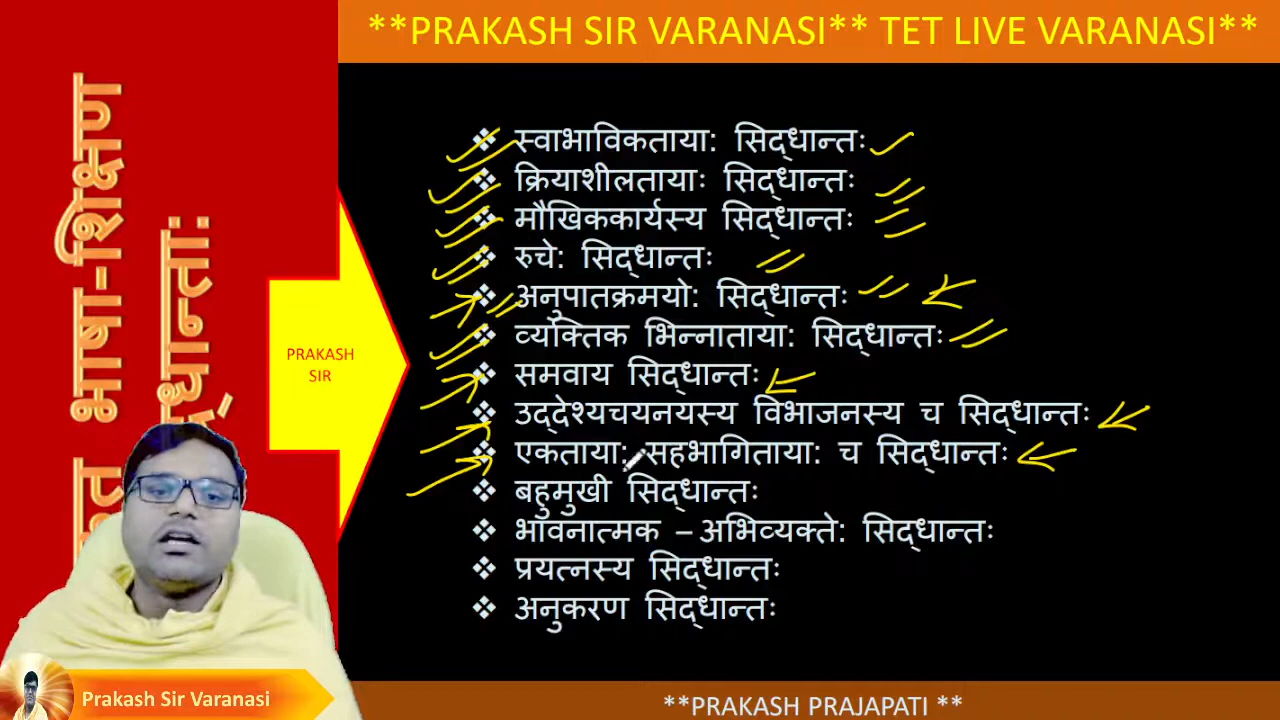 **PRAKASH SIR VARANASI** TET LIVE VARANASI**
भाषा-शिक्षण
PRAKASH
SIR
❖ स्वाभाविकताया: सिद्धान्तः
❖ क्रियाशीलतायाः सिद्धान्तः
❖ मौखिककार्यस्य सिद्धान्तः
❖ रुचे: सिद्धान्तः
❖ अनुपातक्रमयो: सिद्धान्तः
❖ व्यक्तिक भिन्नाताया: सिद्धान्तः
❖ समवाय सिद्धान्तः
❖ उद्देश्यचयनयस्य विभाजनस्य च सिद्धान्तः
❖ एकताया: सहभागिताया: च सिद्धान्तः
❖ बहुमुखी सिद्धान्तः
❖ भावनात्मक – अभिव्यक्ते: सिद्धान्तः
❖ प्रयत्नस्य सिद्धान्तः
❖ अनुकरण सिद्धान्तः
Prakash Sir Varanasi
**PRAKASH PRAJAPATI **